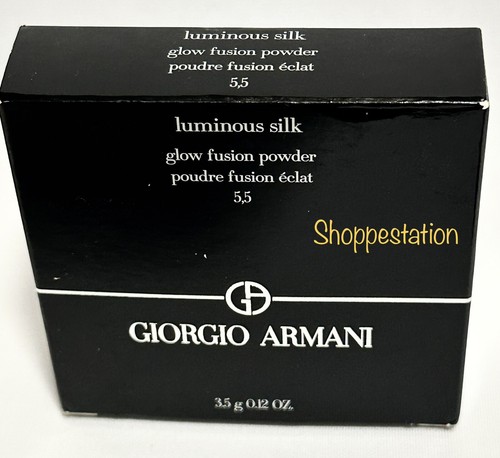 luminous silk
glow fusion powder
poudre fusion éclat
5,5
luminous silk
glow fusion powder
poudre fusion éclat
5,5
Shoppestation
GA
GIORGIO ARMANI
3.5 g 0.12 OZ.